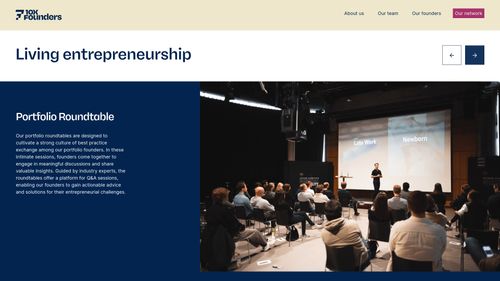 10X
Founders
About us
Our team
Our founders
Our network
Living entrepreneurship
Portfolio Roundtable
Our portfolio roundtables are designed to
cultivate a strong culture of best practice
exchange among our portfolio founders. In these
intimate sessions, founders come together to
engage in meaningful discussions and share
valuable insights. Guided by industry experts, the
roundtables offer a platform for Q&A sessions,
enabling our founders to gain actionable advice
and solutions for their entrepreneurial challenges.
Late Work
Newborn